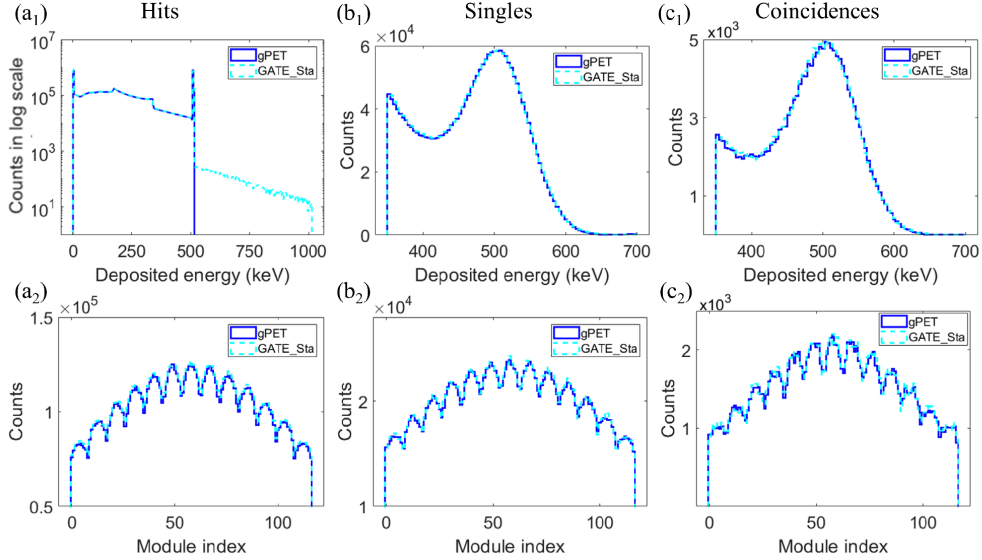 (a1) Hits
(b1) Singles
(c1) Coincidences
10^7
10^5
10^3
10^1
Counts in log scale
gPET
GATE_Sta
0 250 500 750 1000
Deposited energy (keV)
×10^4
6
4
2
0
Counts
gPET
GATE_Sta
400 500 600 700
Deposited energy (keV)
×10^3
5
3
1
Counts
gPET
GATE_Sta
400 500 600 700
Deposited energy (keV)
(a2)
×10^5
1.5
1
0.5
Counts
gPET
GATE_Sta
0 50 100
Module index
(b2)
×10^4
3
2
1
Counts
gPET
GATE_Sta
0 50 100
Module index
(c2)
×10^3
2
1
Counts
gPET
GATE_Sta
0 50 100
Module index